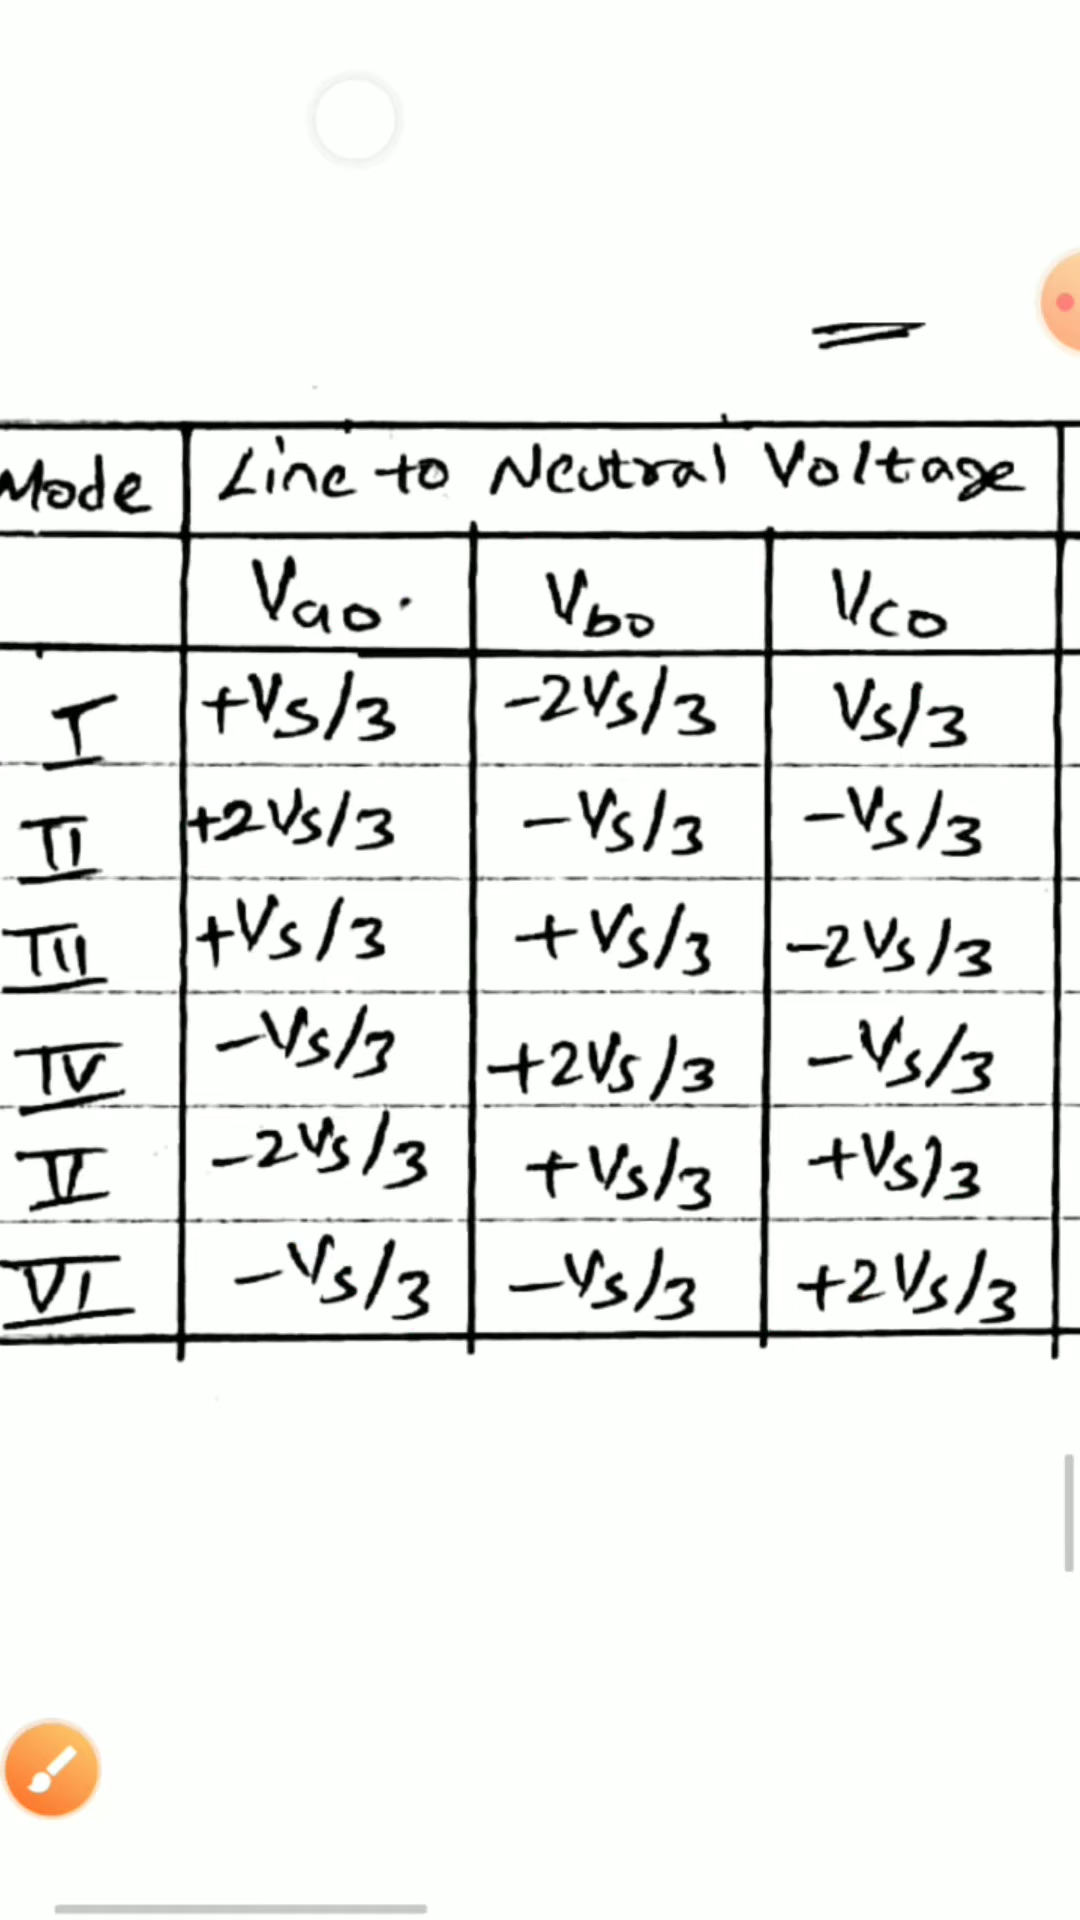 Mode Line to Neutral Voltage
Vao. Vbo Vco
I +Vs/3 -2Vs/3 Vs/3
II +2Vs/3 -Vs/3 -Vs/3
III +Vs/3 +Vs/3 -2Vs/3
IV -Vs/3 +2Vs/3 -Vs/3
V -2Vs/3 +Vs/3 +Vs/3
VI -Vs/3 -Vs/3 +2Vs/3